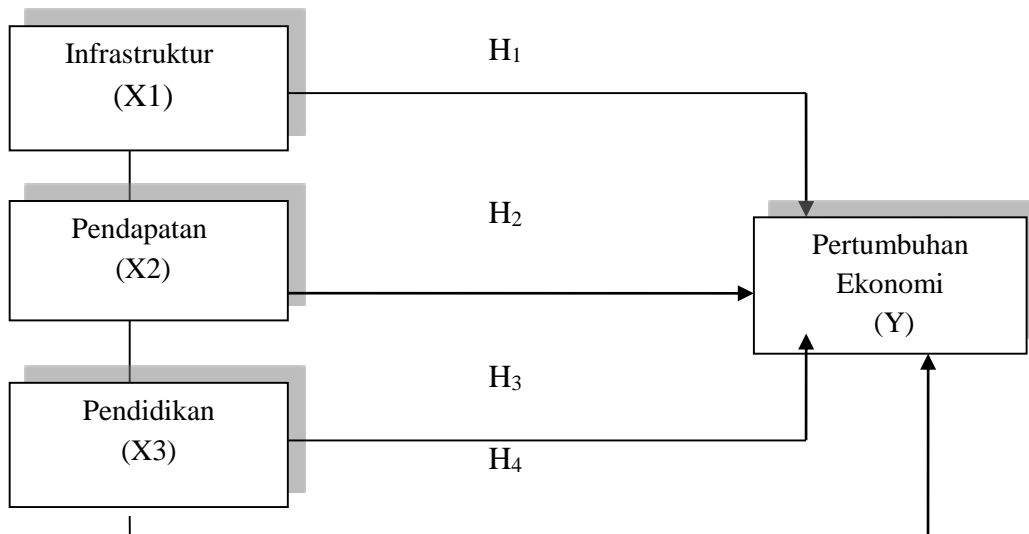 Infrastruktur
(X1)
H₁
Pendapatan
(X2)
H₂
Pertumbuhan
Ekonomi
(Y)
H₃
Pendidikan
(X3)
H₄